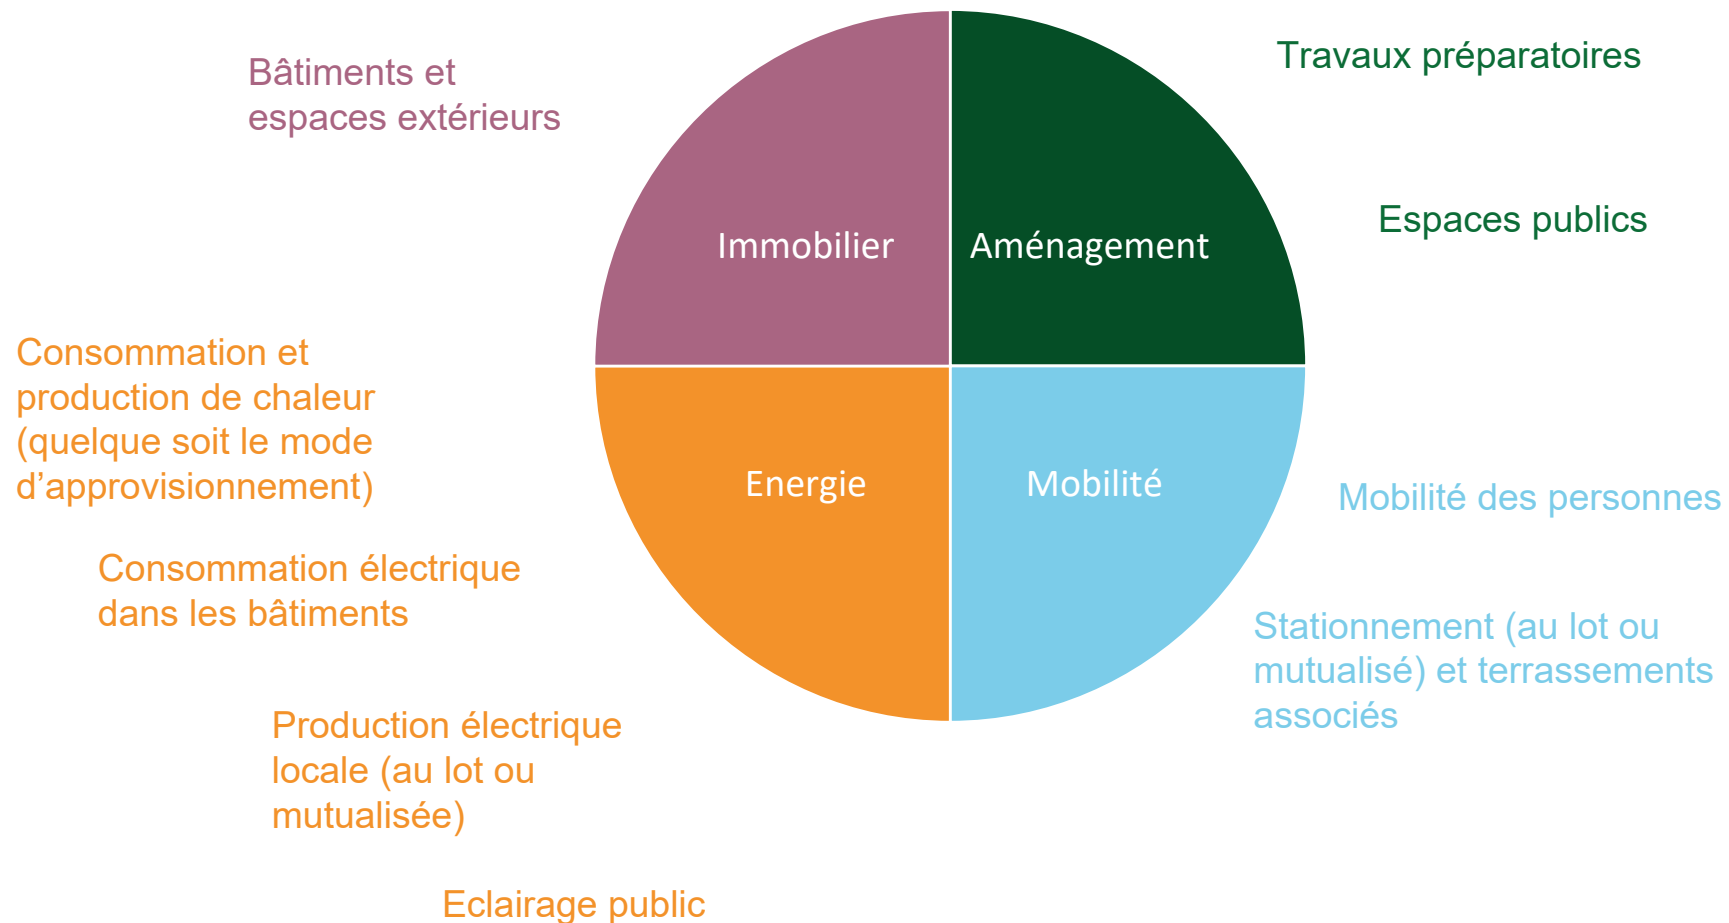 Bâtiments et
espaces extérieurs
Travaux préparatoires
Espaces publics
Immobilier
Aménagement
Consommation et
production de chaleur
(quelque soit le mode
d’approvisionnement)
Energie
Mobilité
Mobilité des personnes
Consommation électrique
dans les bâtiments
Stationnement (au lot ou
mutualisé) et terrassements
associés
Production électrique
locale (au lot ou
mutualisée)
Eclairage public